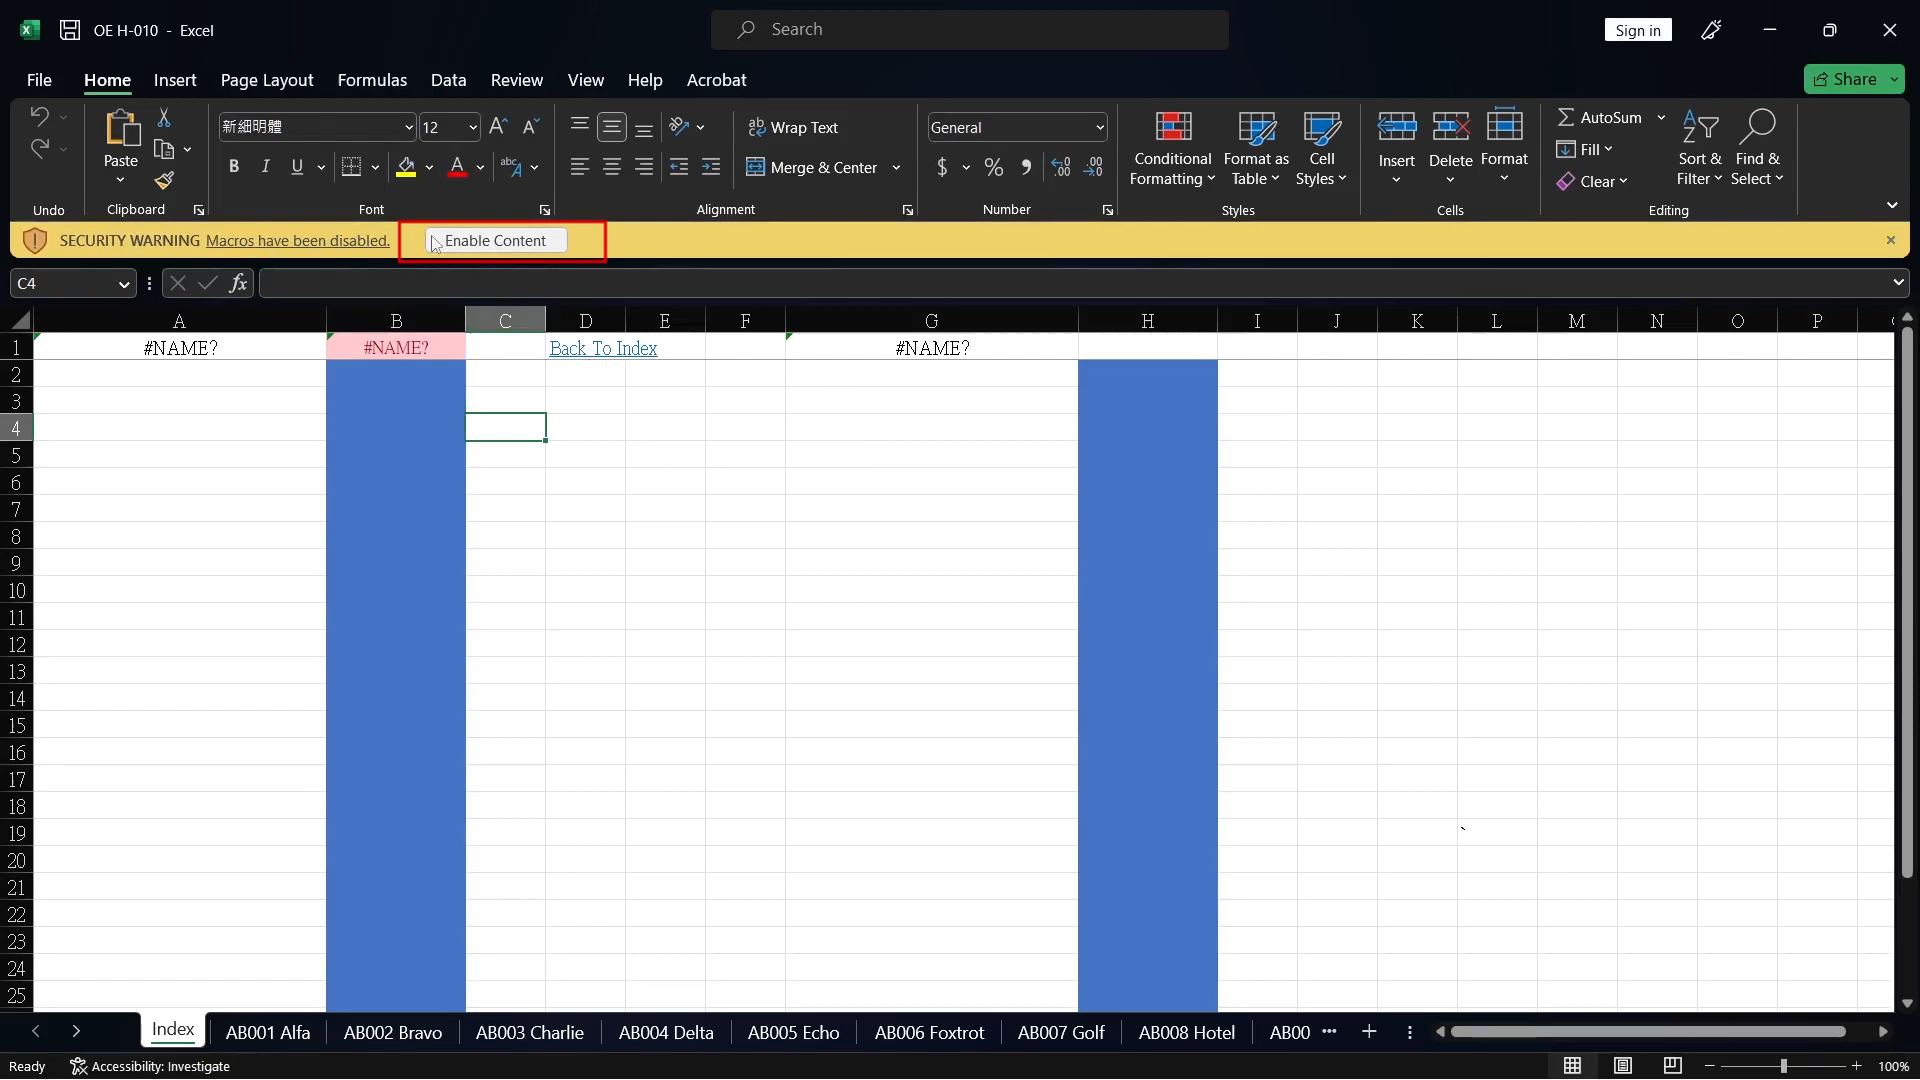 OE H-010 - Excel
Search
Sign in
File Home Insert Page Layout Formulas Data Review View Help Acrobat
Share
新細明體 12
Wrap Text
General
AutoSum
Paste
Conditional Formatting
Format as Table
Cell Styles
Insert Delete Format
Fill
Sort & Filter
Find & Select
B I U
Merge & Center
$ % ,
Clear
Undo Clipboard Font Alignment Number Styles Cells Editing
SECURITY WARNING Macros have been disabled. Enable Content
C4 fx
A B C D E F G H I J K L M N O P
1 #NAME? #NAME? Back To Index #NAME?
2
3
4
5
6
7
8
9
10
11
12
13
14
15
16
17
18
19
20
21
22
23
24
25
Index AB001 Alfa AB002 Bravo AB003 Charlie AB004 Delta AB005 Echo AB006 Foxtrot AB007 Golf AB008 Hotel AB00 ...
Ready Accessibility: Investigate 100%